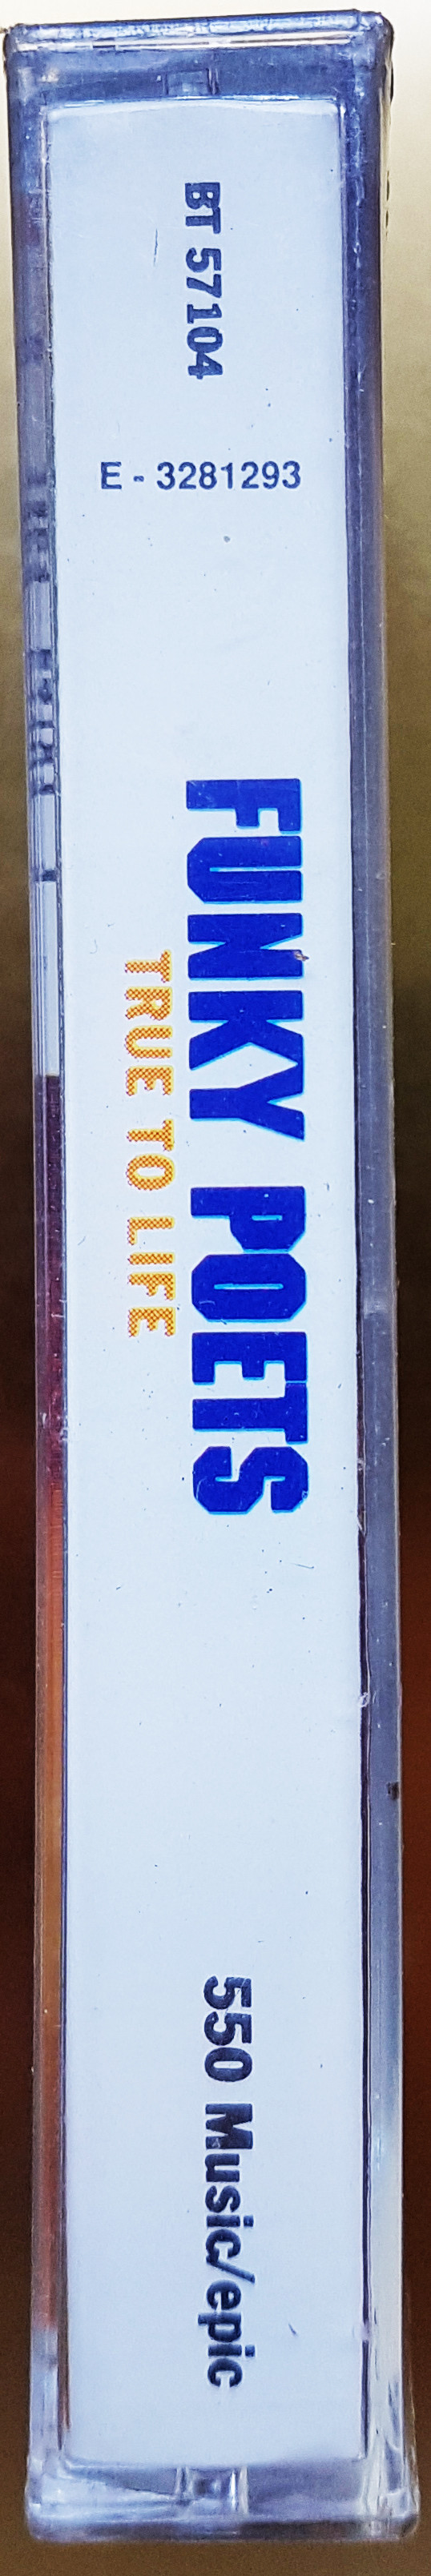 BT 57104
E - 3281293
FUNKY POETS
TRUE TO LIFE
550 Music/epic